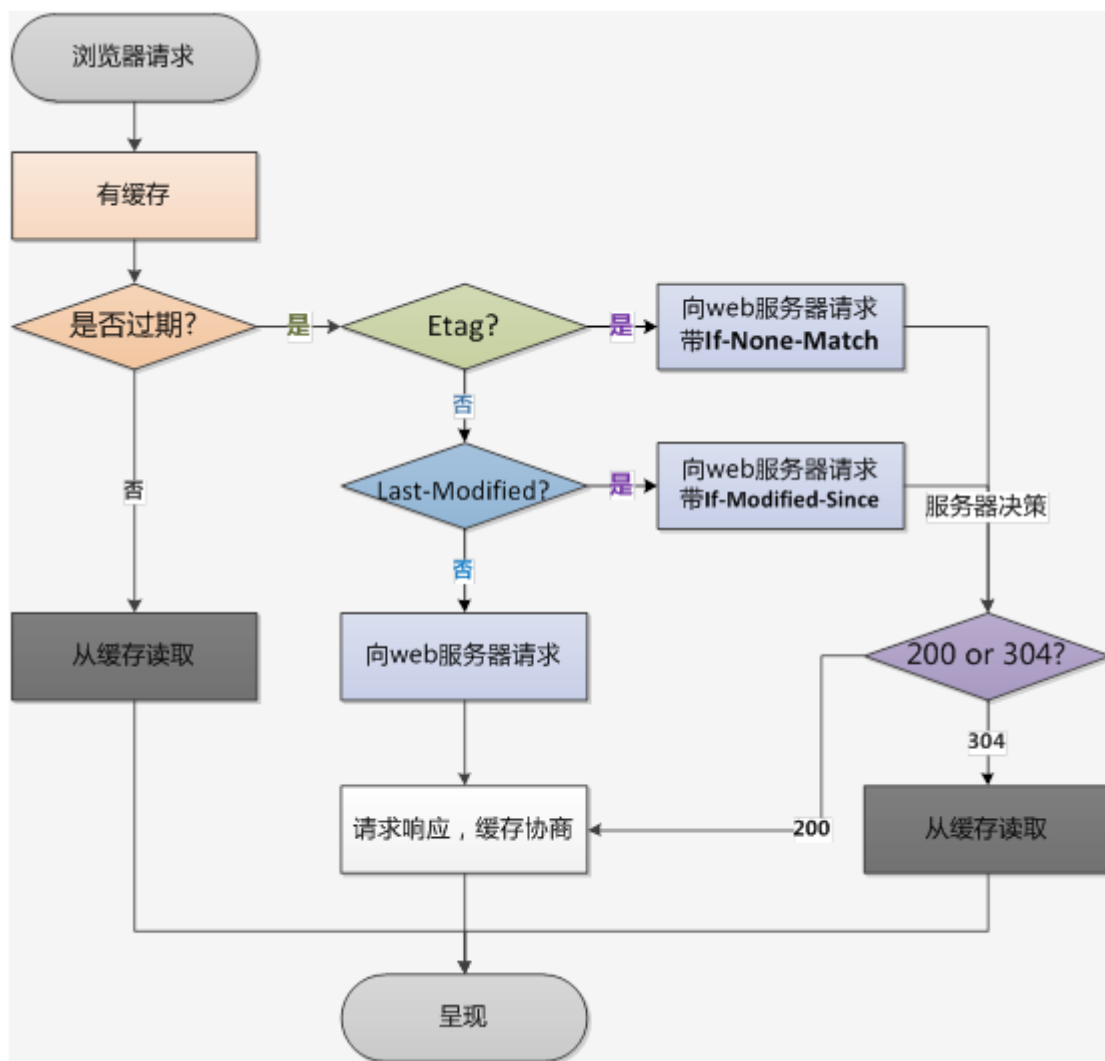 浏览器请求
有缓存
是否过期?
是
Etag?
是
向web服务器请求
带If-None-Match
否
否
Last-Modified?
是
向web服务器请求
带If-Modified-Since
服务器决策
否
从缓存读取
向web服务器请求
200 or 304?
304
请求响应，缓存协商
200
从缓存读取
呈现